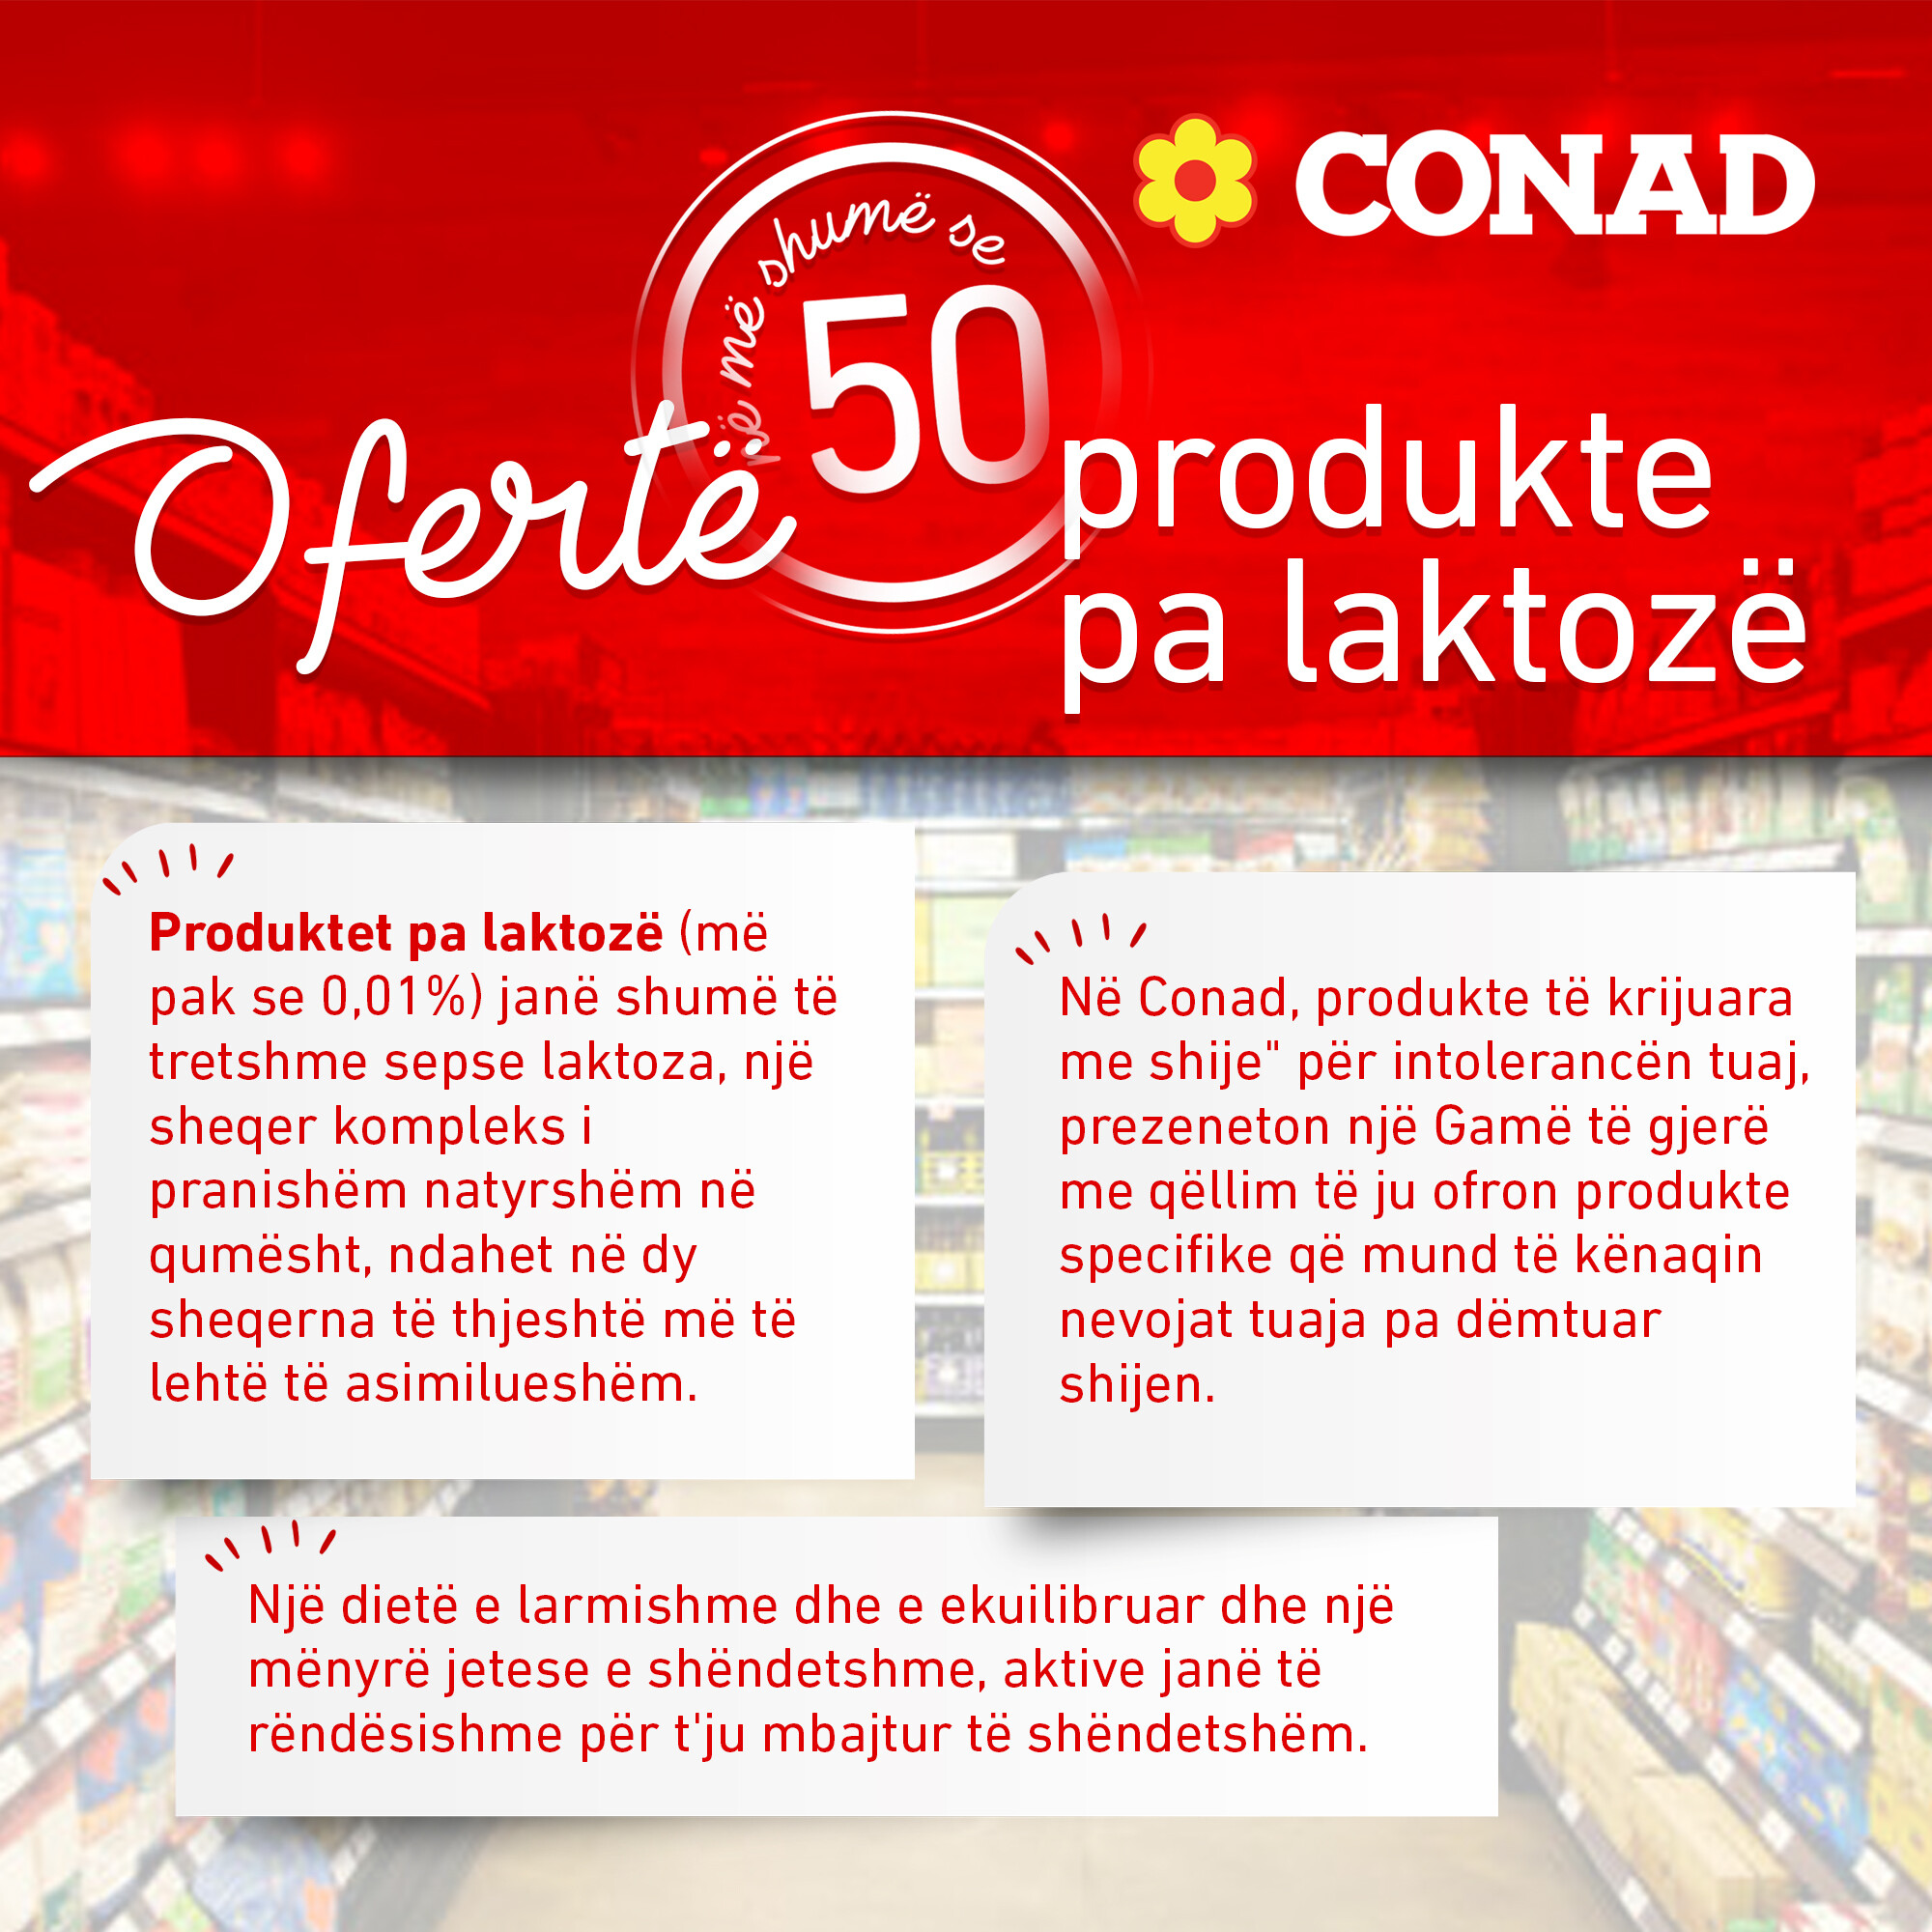 CONAD
Ofertë
në më shumë se
50
produkte
pa laktozë
Produktet pa laktozë (më
pak se 0,01%) janë shumë të
tretshme sepse laktoza, një
sheqer kompleks i
pranishëm natyrshëm në
qumësht, ndahet në dy
sheqerna të thjeshtë më të
lehtë të asimilueshëm.
Në Conad, produkte të krijuara
me shije" për intolerancën tuaj,
prezeneton një Gamë të gjerë
me qëllim të ju ofron produkte
specifike që mund të kënaqin
nevojat tuaja pa dëmtuar
shijen.
Një dietë e larmishme dhe e ekuilibruar dhe një
mënyrë jetese e shëndetshme, aktive janë të
rëndësishme për t'ju mbajtur të shëndetshëm.